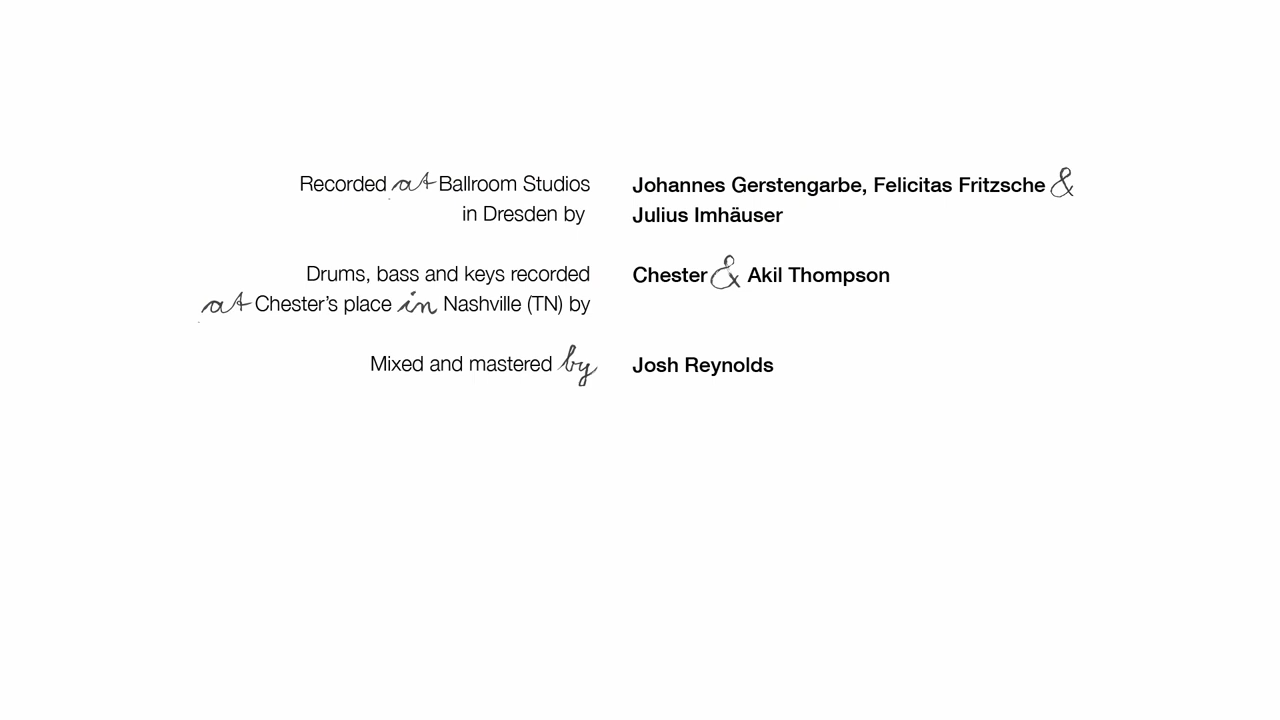 Recorded at Ballroom Studios in Dresden by
Johannes Gerstengarbe, Felicitas Fritzsche &
Julius Imhäuser
Drums, bass and keys recorded
at Chester's place in Nashville (TN) by
Chester & Akil Thompson
Mixed and mastered by
Josh Reynolds